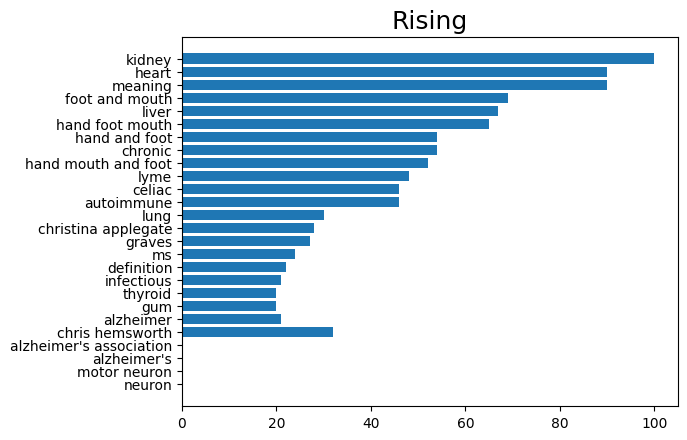 Rising
kidney
heart
meaning
foot and mouth
liver
hand foot mouth
hand and foot
chronic
hand mouth and foot
lyme
celiac
autoimmune
lung
christina applegate
graves
ms
definition
infectious
thyroid
gum
alzheimer
chris hemsworth
alzheimer's association
alzheimer's
motor neuron
neuron
0 20 40 60 80 100